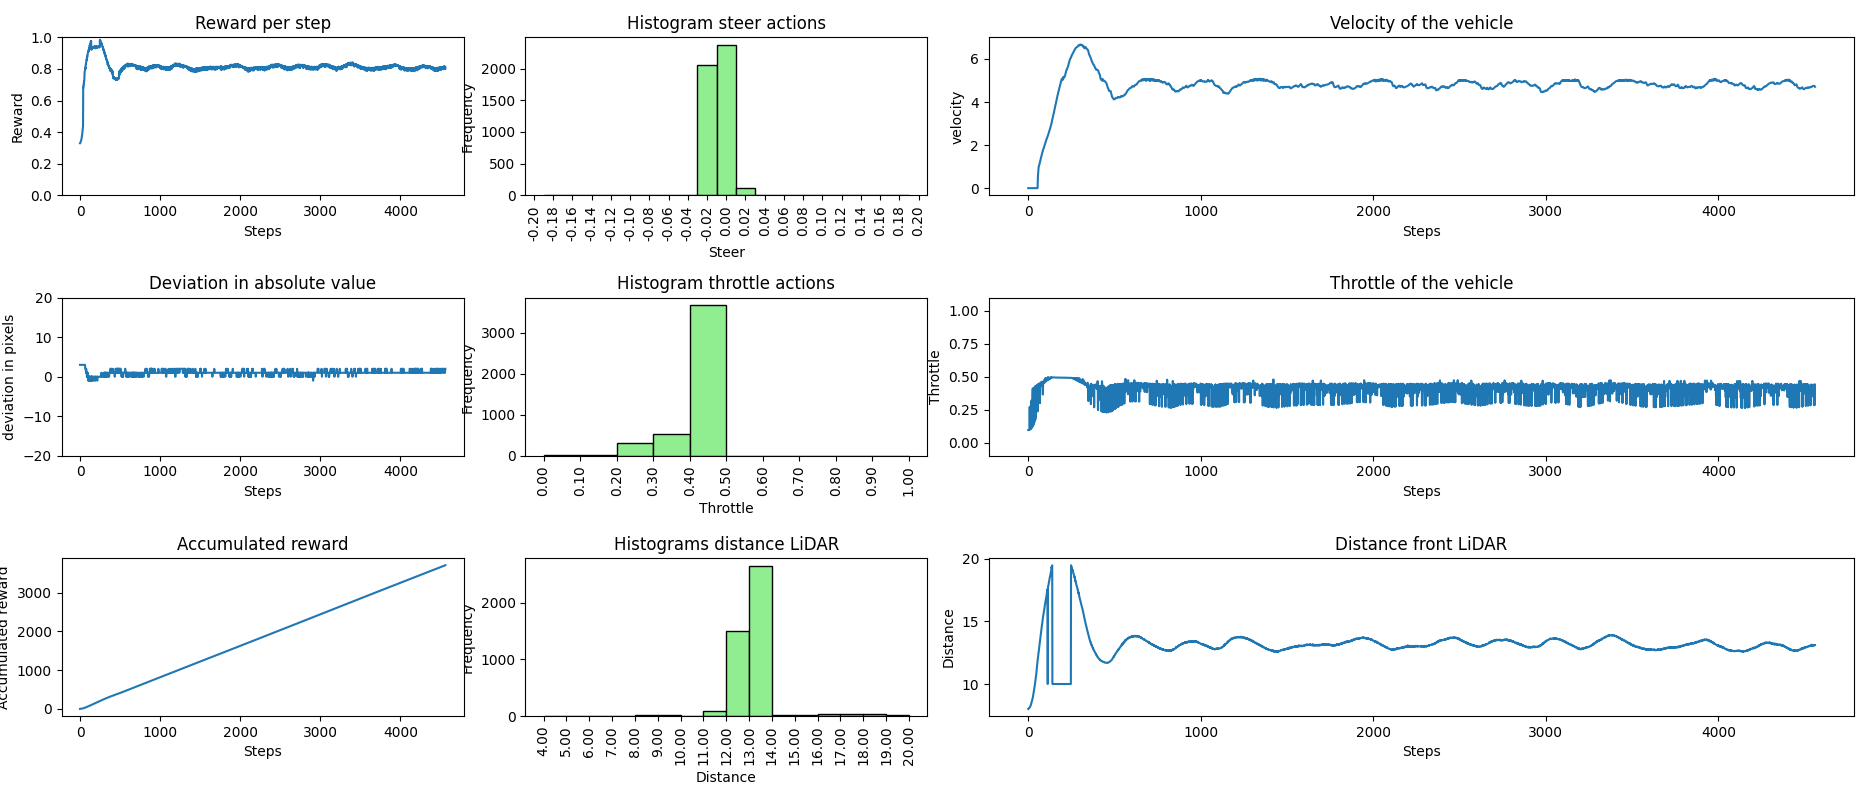 Reward per step
Reward
1.0
0.8
0.6
0.4
0.2
0.0
0 1000 2000 3000 4000
Steps
Histogram steer actions
Frequency
2000
1500
1000
500
0
-0.20 -0.18 -0.16 -0.14 -0.12 -0.10 -0.08 -0.06 -0.04 -0.02 0.00 0.02 0.04 0.06 0.08 0.10 0.12 0.14 0.16 0.18 0.20
Steer
Velocity of the vehicle
velocity
6
4
2
0
0 1000 2000 3000 4000
Steps
Deviation in absolute value
deviation in pixels
20
10
0
−10
−20
0 1000 2000 3000 4000
Steps
Histogram throttle actions
Frequency
3000
2000
1000
0
0.00 0.10 0.20 0.30 0.40 0.50 0.60 0.70 0.80 0.90 1.00
Throttle
Throttle of the vehicle
Throttle
1.00
0.75
0.50
0.25
0.00
0 1000 2000 3000 4000
Steps
Accumulated reward
Accumulated reward
3000
2000
1000
0
0 1000 2000 3000 4000
Steps
Histograms distance LiDAR
Frequency
2000
1000
0
4.00 5.00 6.00 7.00 8.00 9.00 10.00 11.00 12.00 13.00 14.00 15.00 16.00 17.00 18.00 19.00 20.00
Distance
Distance front LiDAR
Distance
20
15
10
0 1000 2000 3000 4000
Steps